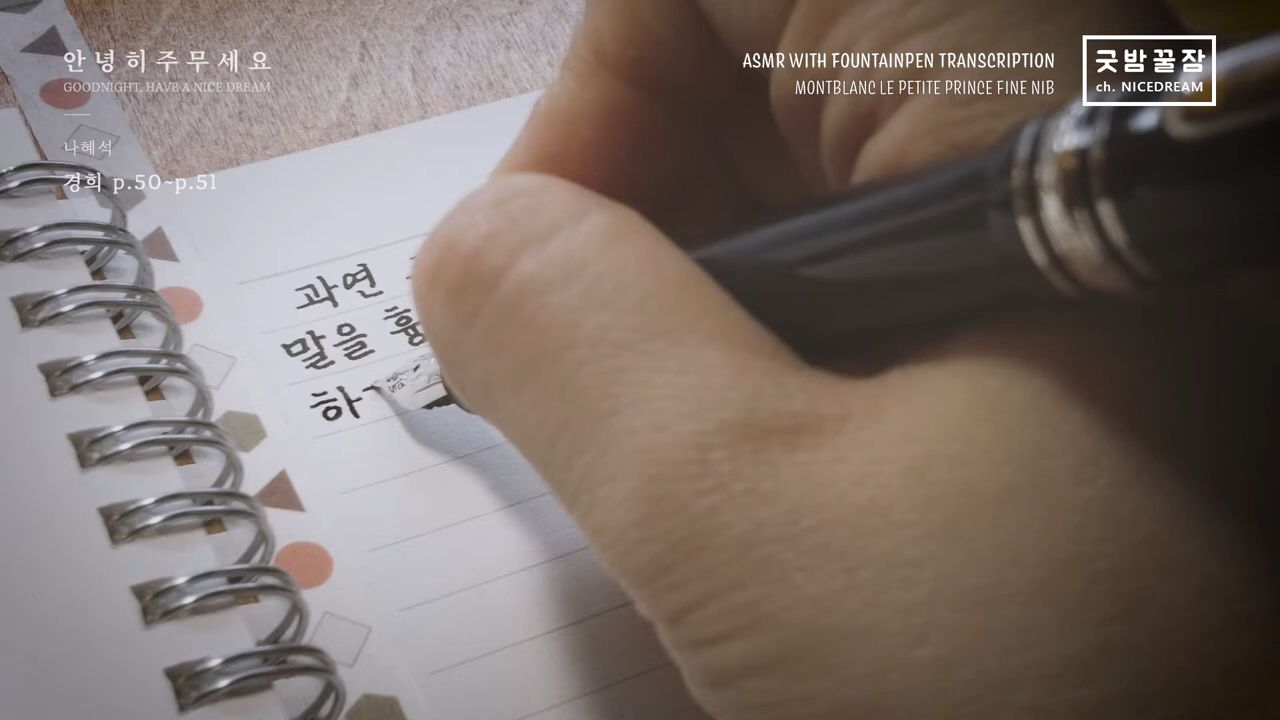 안녕히주무세요
GOODNIGHT, HAVE A NICE DREAM
나혜석
경희 p.50~p.51
ASMR WITH FOUNTAINPEN TRANSCRIPTION
MONTBLANC LE PETITE PRINCE FINE NIB
굿밤꿀잠
ch. NICEDREAM
과연
말을 흉
하